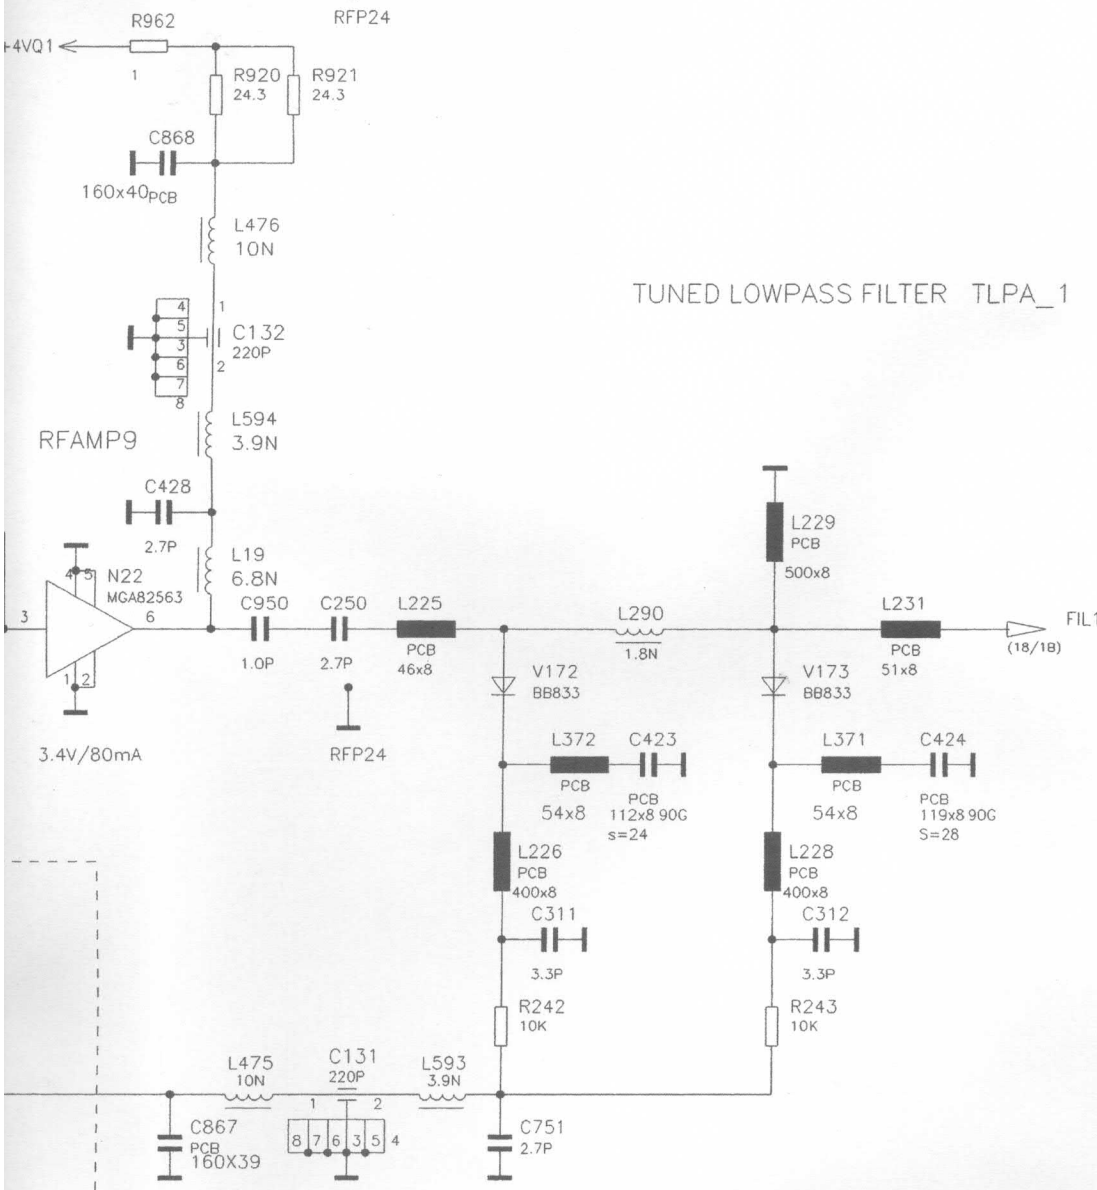 RFP24
R962
+4VQ1
1
R920
24.3
R921
24.3
C868
160x40PCB
L476
10N
TUNED LOWPASS FILTER TLPA_1
4
1
5
3
C132
220P
6
2
7
8
L594
3.9N
RFAMP9
C428
2.7P
L229
PCB
500x8
L19
6.8N
4
5
N22
MGA82563
3
6
1
2
C950
1.0P
C250
2.7P
L225
PCB
46x8
L290
1.8N
L231
PCB
51x8
FIL1
(18/1B)
V172
BB833
V173
BB833
3.4V/80mA
RFP24
L372
PCB
54x8
C423
PCB
112x8 90G
s=24
L371
PCB
54x8
C424
PCB
119x8 90G
S=28
L226
PCB
400x8
L228
PCB
400x8
C311
3.3P
C312
3.3P
R242
10K
R243
10K
L475
10N
C131
220P
1
2
L593
3.9N
8
7
6
3
5
4
C867
PCB
160X39
C751
2.7P